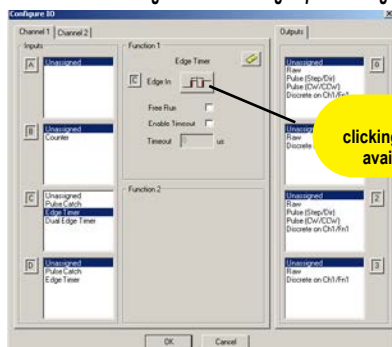 Configure IO
Channel 1
Channel 2
Inputs
A
Unassigned
B
Unassigned
Counter
C
Unassigned
Pulse Catch
Edge Timer
Dual Edge Timer
D
Unassigned
Pulse Catch
Edge Timer
Function 1
Edge Timer
C
Edge In
Free Run
Enable Timeout
Timeout
0
us
Function 2
Outputs
Unassigned
Raw
Pulse (Step/Dir)
Pulse (CW/CCW)
Discrete on Ch1/Fn1
0
Unassigned
Raw
clicking
avai
Unassigned
Raw
Pulse (Step/Dir)
Pulse (CW/CCW)
Discrete on Ch1/Fn1
2
Unassigned
Raw
Discrete on Ch1/Fn1
3
OK
Cancel